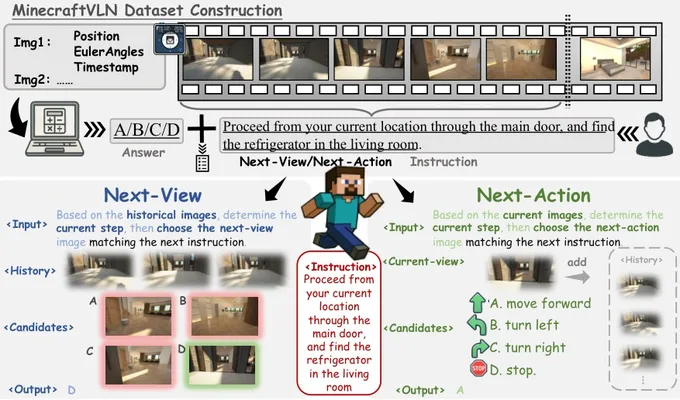 MinecraftVLN Dataset Construction
Img1: Position
EulerAngles
Timestamp
Img2: ……
A/B/C/D
Answer
Proceed from your current location through the main door, and find
the refrigerator in the living room.
Next-View/Next-Action
Instruction
Next-View
<Input> Based on the historical images, determine the
current step, then choose the next-view
image matching the next instruction.
<History>
<Candidates>
A
B
C
D
<Output> D
<Instruction>
Proceed from
your current
location
through the
main door,
and find the
refrigerator
in the living
room
Next-Action
<Input> Based on the current images, determine the
current step, then choose the next-action
image matching the next instruction.
<Current-view>
add
<History>
<Candidates>
A. move forward
B. turn left
C. turn right
STOP D. stop.
<Output> A